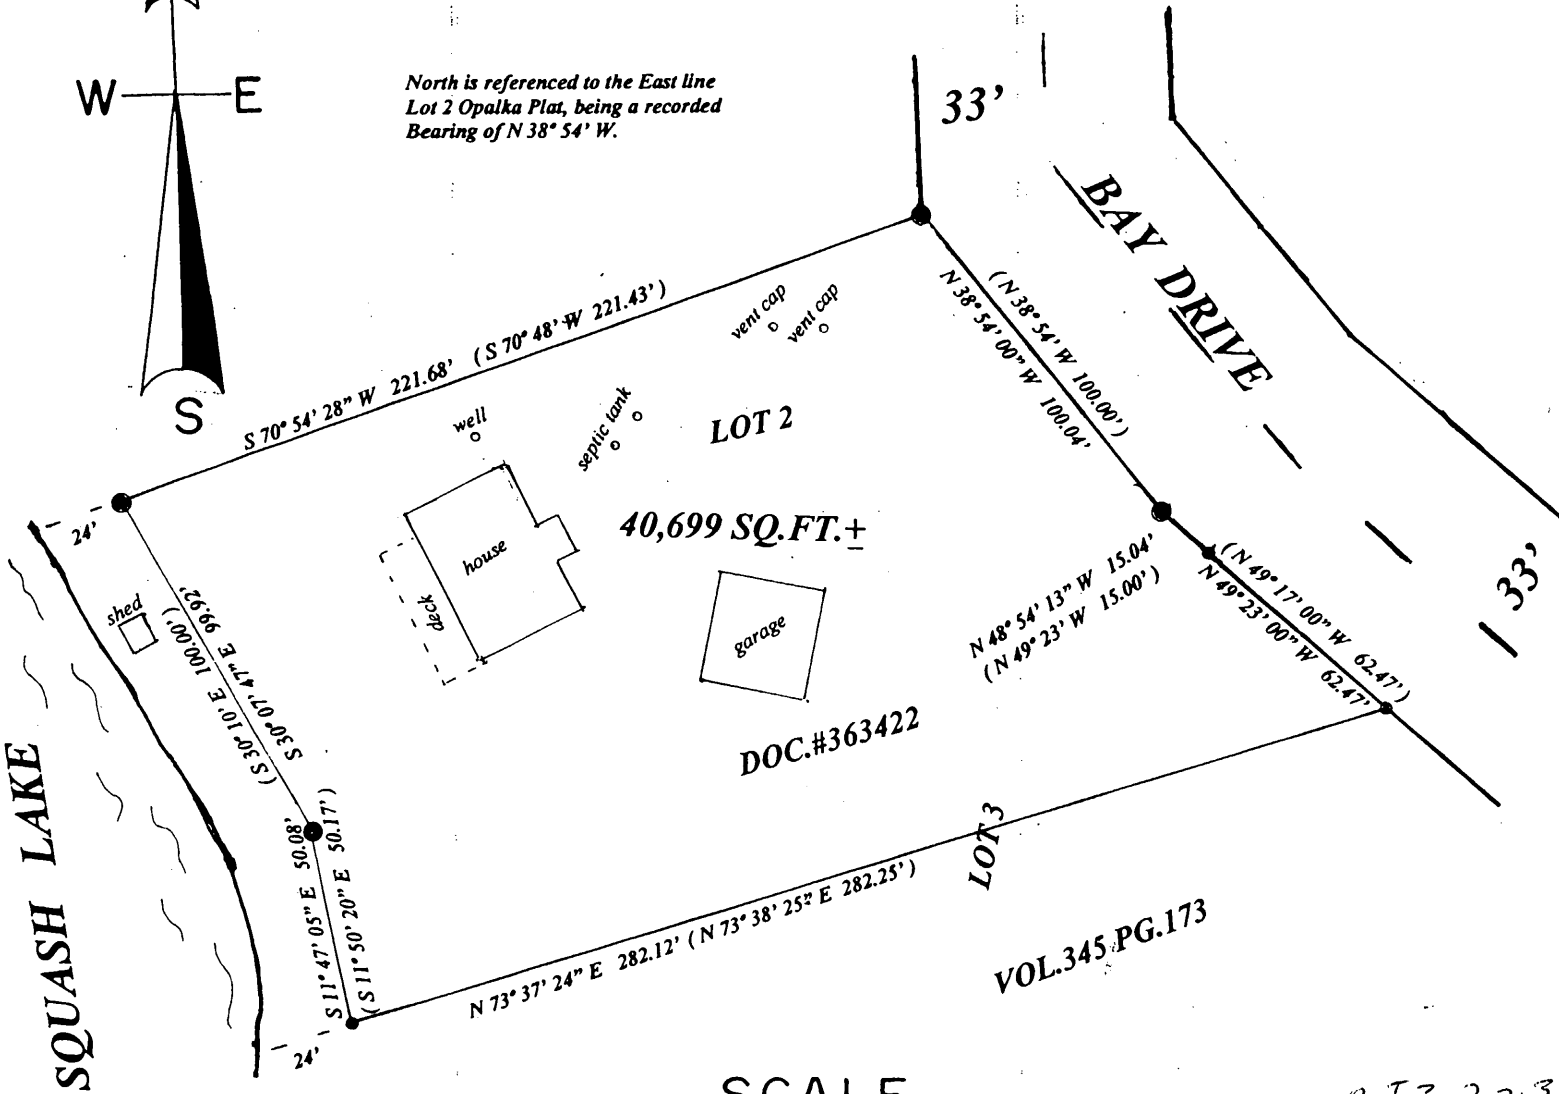 W E
S
North is referenced to the East line
Lot 2 Opalka Plat, being a recorded
Bearing of N 38° 54' W.
33'
BAY DRIVE
33'
S 70° 54' 28" W 221.68' ( S 70° 48' W 221.43' )
vent cap
vent cap
( N 38° 54' W 100.00' )
N 38° 54' 00" W 100.04'
well
septic tank
LOT 2
40,699 SQ.FT.±
24'
house
deck
shed
garage
N 48° 54' 13" W 15.04'
( N 49° 23' W 15.00' )
( N 49° 17' 00" W 62.47' )
N 49° 23' 00" W 62.47'
S 30° 07' 47" E 99.92'
( S 30° 10' E 100.00' )
DOC.#363422
SQUASH LAKE
S 11° 47' 05" E 50.08'
( S 11° 50' 20" E 50.17' )
LOT 3
N 73° 37' 24" E 282.12' ( N 73° 38' 25" E 282.25' )
VOL.345 PG.173
24'
SCALE